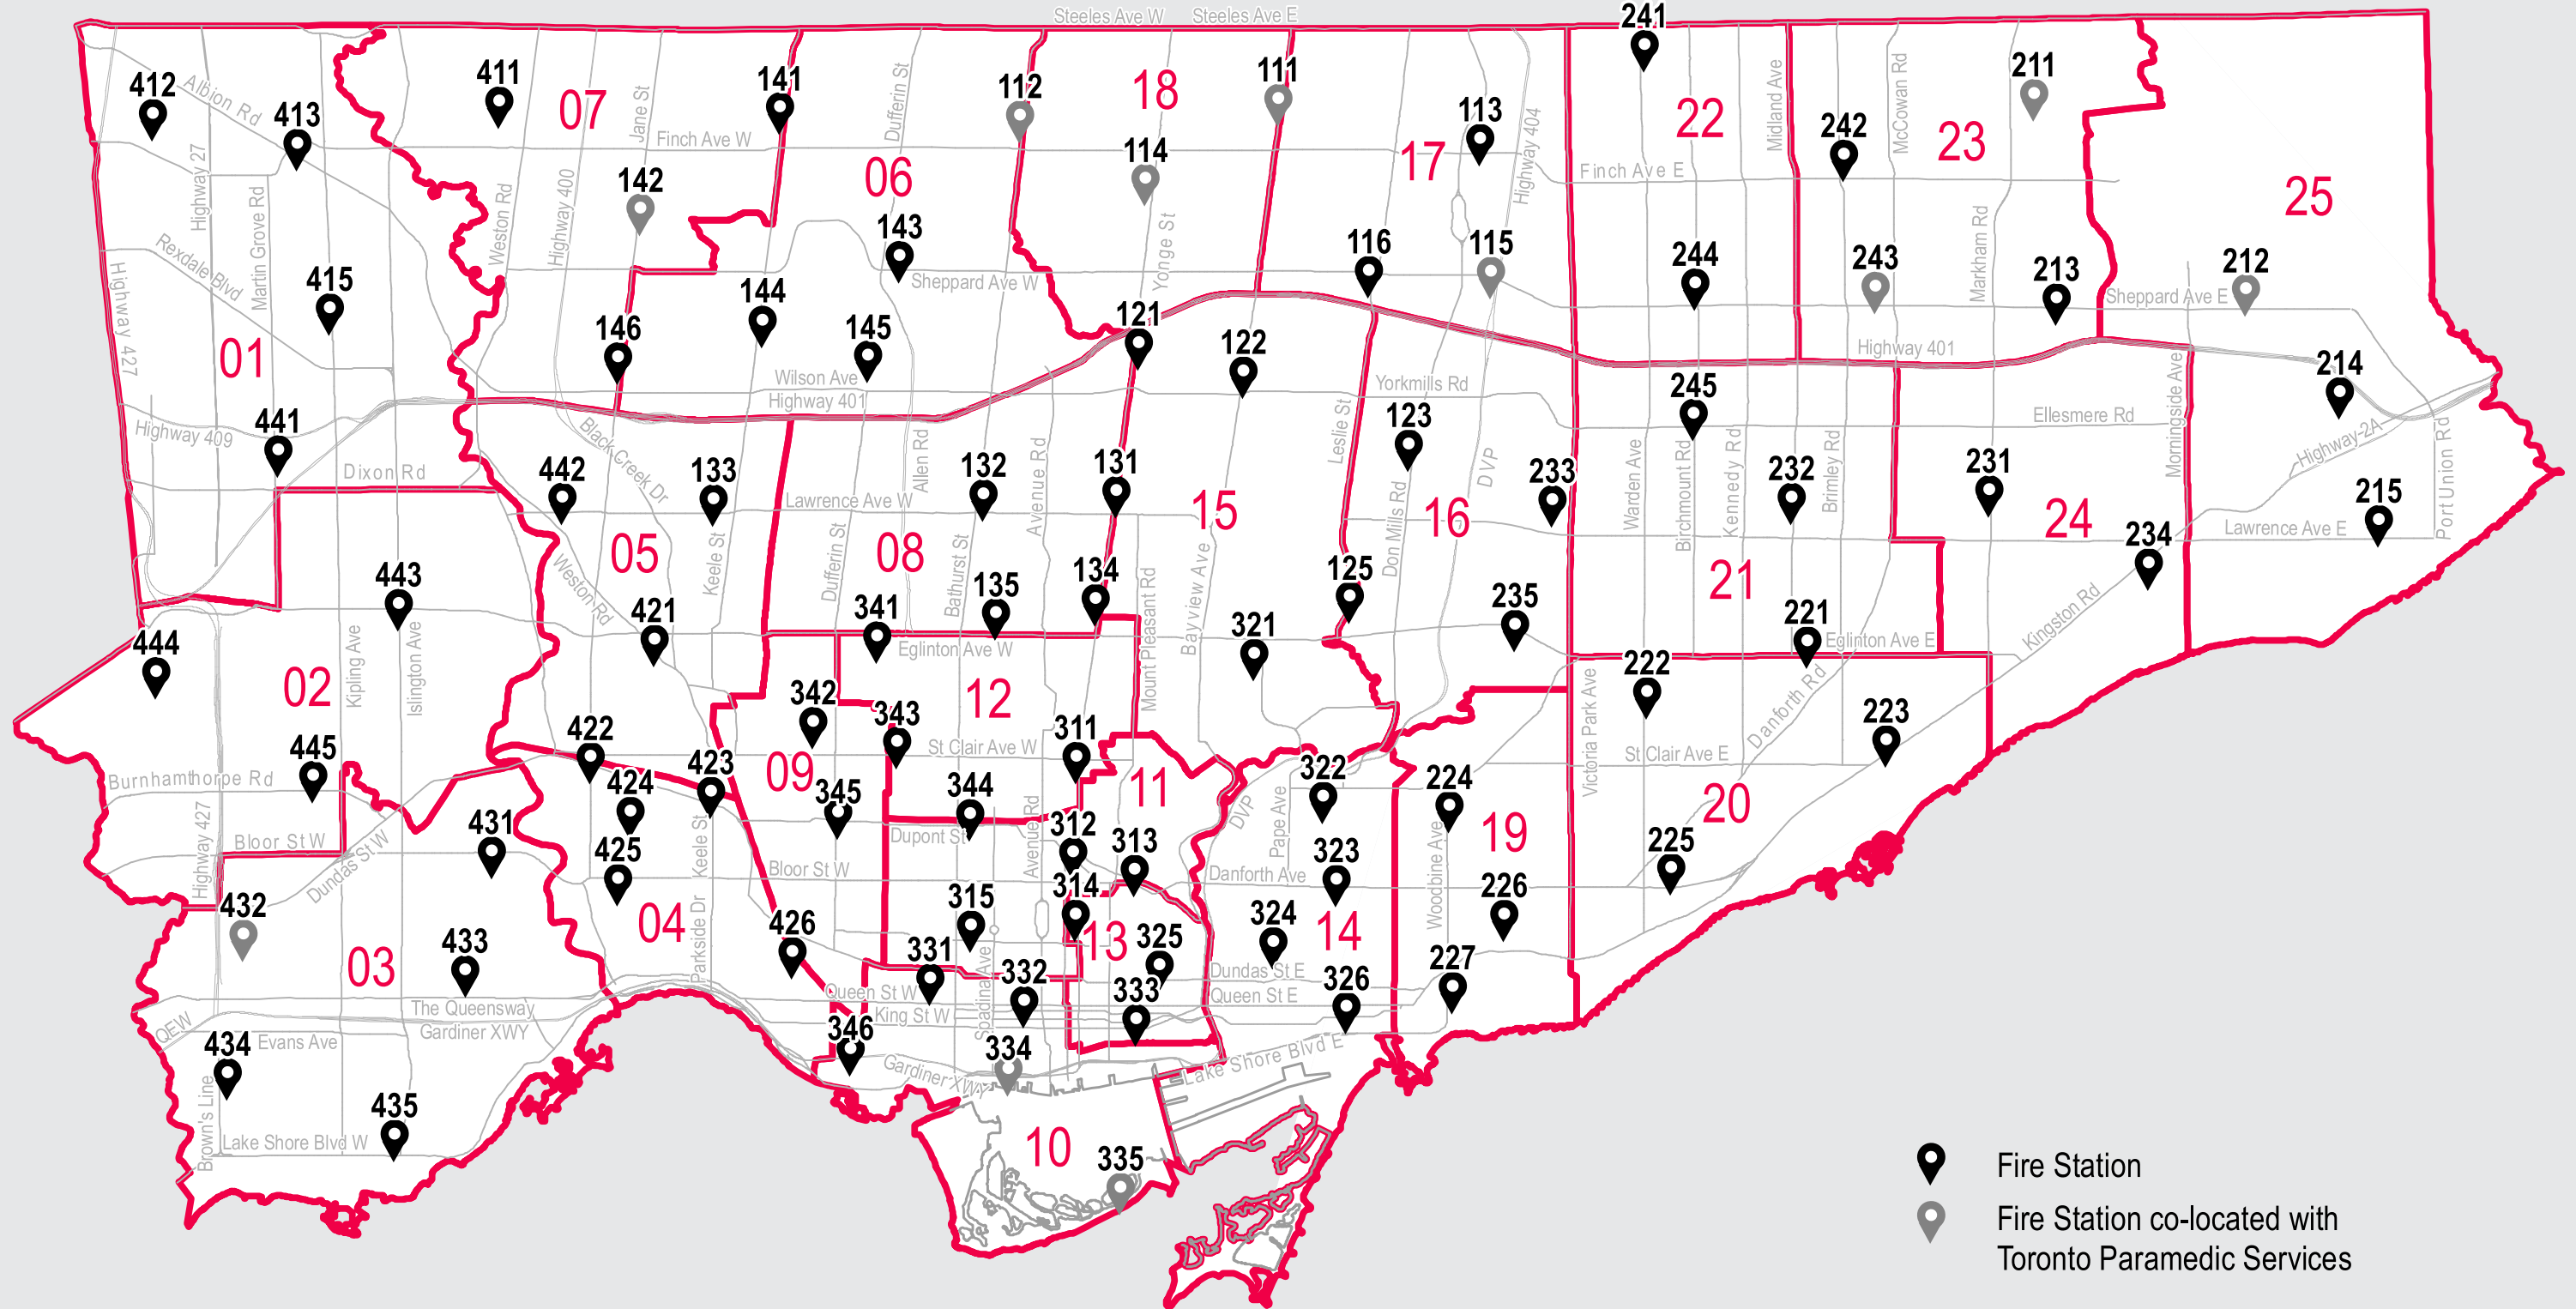 Steeles Ave W
Steeles Ave E
241
412
Albion Rd
413
411
07
Jane St
141
Dufferin St
112
18
111
113
Highway 404
22
Midland Ave
McCowan Rd
211
242
23
Finch Ave W
114
17
06
142
Finch Ave E
25
Highway 27
Martin Grove Rd
Weston Rd
Highway 400
143
Yonge St
116
115
244
243
Markham Rd
213
212
Rexdale Blvd
Highway 427
415
144
Sheppard Ave W
Sheppard Ave E
146
145
121
122
01
Highway 401
214
Wilson Ave
Highway 401
Yorkmills Rd
245
Morningside Ave
Ellesmere Rd
Highway 409
441
Black Creek Dr
Allen Rd
Avenue Rd
Leslie St
123
DVP
Highway-2A
Port Union Rd
Dixon Rd
442
133
132
131
233
Warden Ave
Birchmount Rd
Kennedy Rd
232
Brimley Rd
231
215
Lawrence Ave W
15
16
24
Lawrence Ave E
234
05
08
Keele St
Dufferin St
Bathurst St
Don Mills Rd
21
443
Weston Rd
135
134
Mount Pleasant Rd
Bayview Ave
125
235
Kingston Rd
444
421
341
321
221
Eglinton Ave W
Eglinton Ave E
02
Kipling Ave
Islington Ave
342
12
222
Victoria Park Ave
Danforth Rd
223
422
343
311
St Clair Ave W
St Clair Ave E
445
Burnhamthorpe Rd
423
09
11
322
224
424
345
344
DVP
Pape Ave
20
Highway 427
431
Keele St
Avenue Rd
312
313
19
Bloor St W
Dundas St W
Dupont St
425
Bloor St W
323
Danforth Ave
225
Woodbine Ave
432
314
226
04
426
315
13
324
14
03
433
Parkside Dr
331
325
Dundas St E
227
332
Spadina Ave
333
326
The Queensway
Queen St W
Queen St E
QEW
Gardiner XWY
King St W
Evans Ave
434
346
334
Gardiner XWY
Lake Shore Blvd E
Brown's Line
435
Lake Shore Blvd W
10
335
Fire Station
Fire Station co-located with
Toronto Paramedic Services